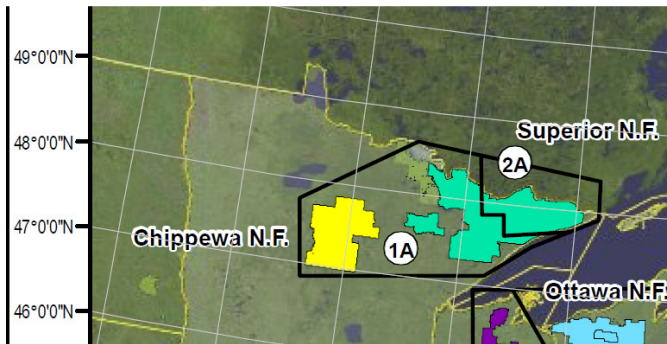 49°0'0"N
48°0'0"N
Superior N.F.
2A
47°0'0"N
Chippewa N.F.
1A
46°0'0"N
Ottawa N.F.